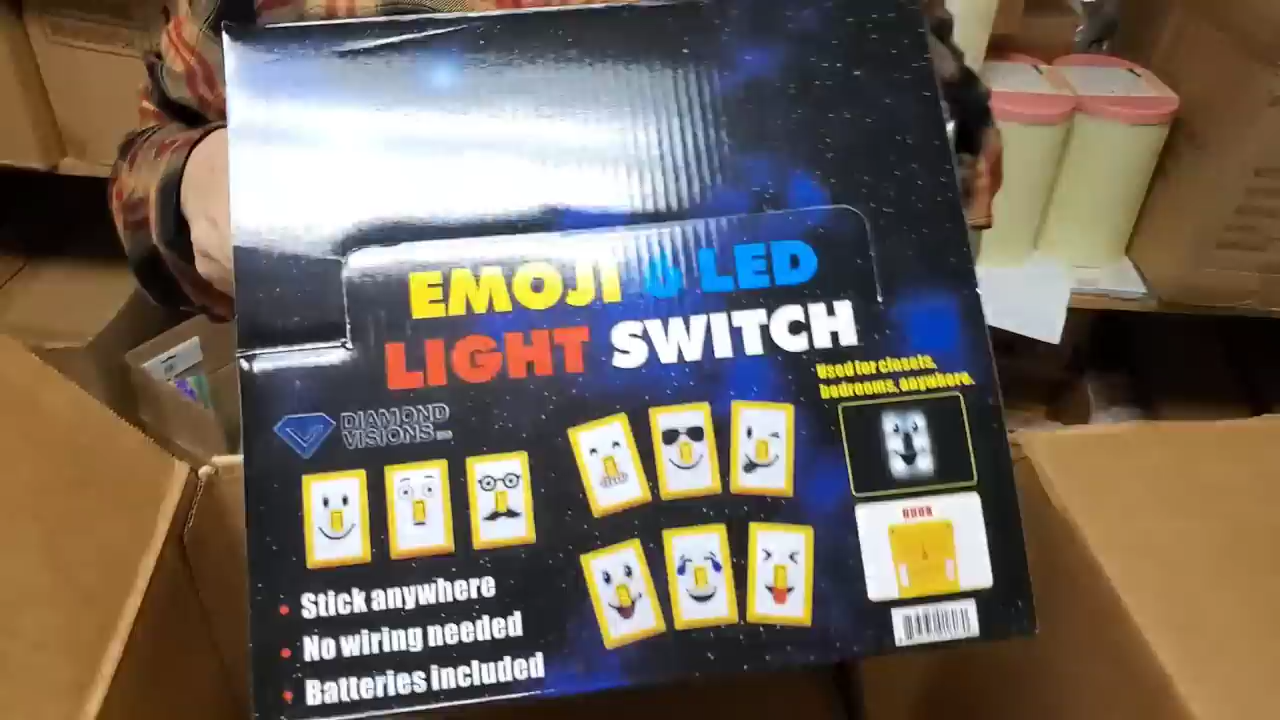 EMOJI LED
LIGHT SWITCH
Used for closets,
bedrooms, anywhere.
DIAMOND
VISIONS
• Stick anywhere
• No wiring needed
• Batteries included